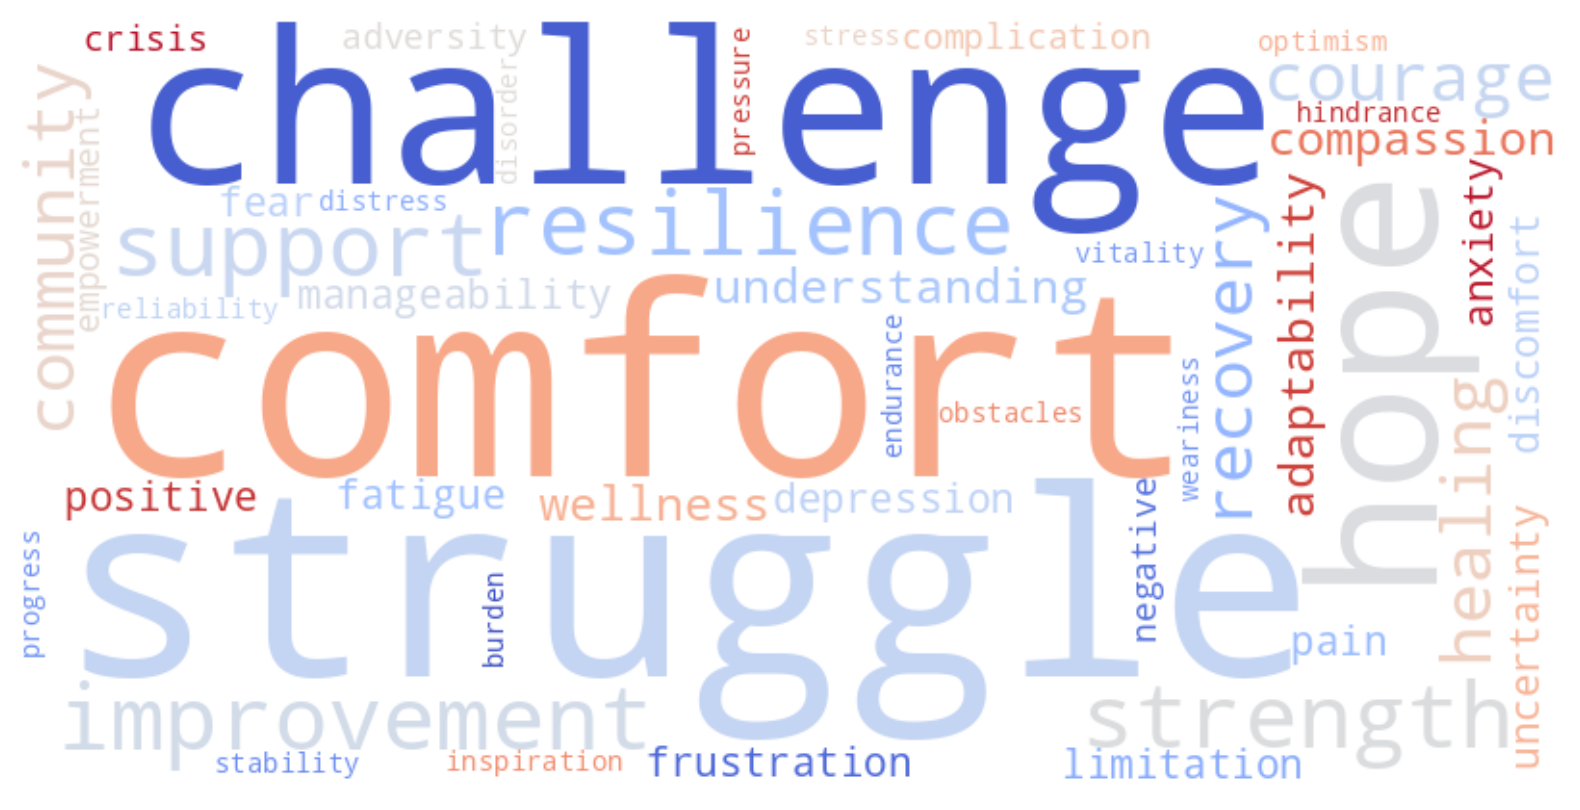 crisis
adversity
stress
complication
optimism
challenge
courage
pressure
disordery
hindrance
compassion
community
empowerment
fear
distress
support
resilience
vitality
recovery
adaptability
hope
anxiety
discomfort
reliability
manageability
understanding
comfort
endurance
obstacles
weariness
healing
positive
fatigue
wellness
depression
negative
struggle
progress
burden
pain
uncertainty
improvement
strength
stability
inspiration
frustration
limitation